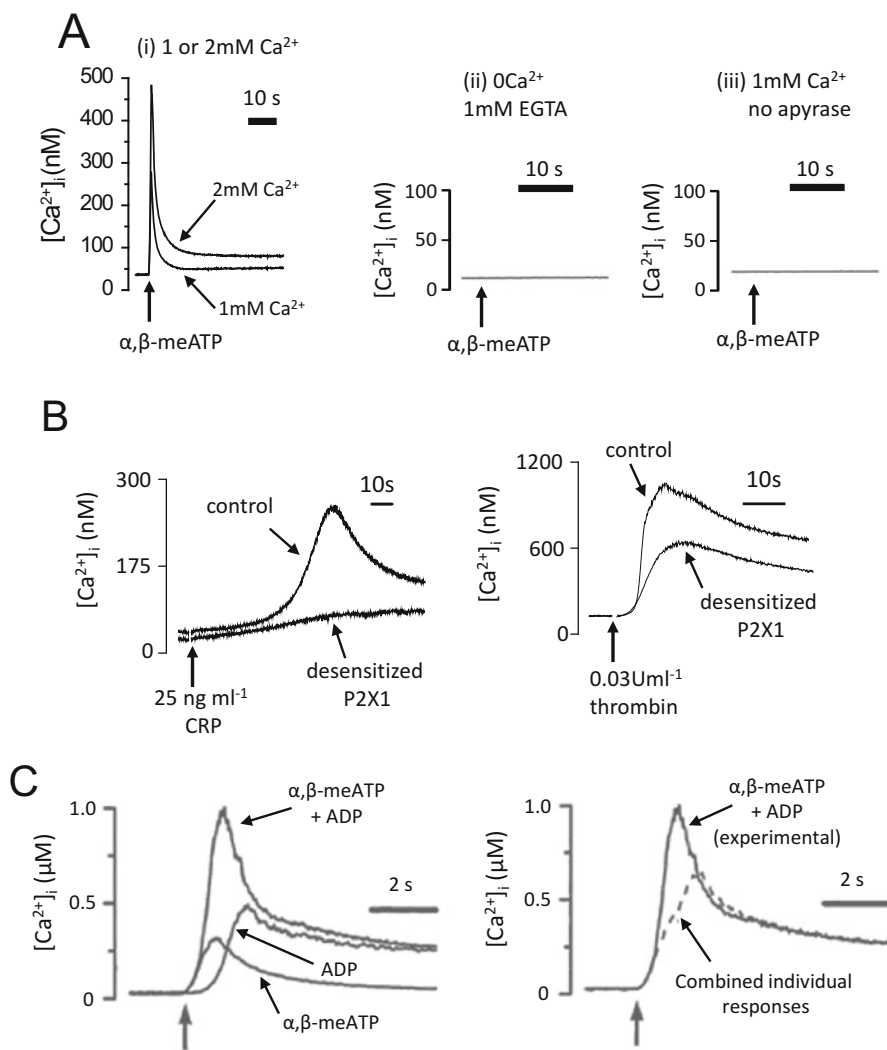 A
(i) 1 or 2mM Ca²⁺
500
400
300
200
100
0
[Ca²⁺]ᵢ (nM)
10 s
2mM Ca²⁺
1mM Ca²⁺
α,β-meATP
(ii) 0Ca²⁺
1mM EGTA
10 s
100
50
0
[Ca²⁺]ᵢ (nM)
α,β-meATP
(iii) 1mM Ca²⁺
no apyrase
10 s
100
50
0
[Ca²⁺]ᵢ (nM)
α,β-meATP
B
300
175
0
[Ca²⁺]ᵢ (nM)
control
10s
desensitized
P2X1
25 ng ml⁻¹
CRP
1200
600
0
[Ca²⁺]ᵢ (nM)
control
10s
desensitized
P2X1
0.03Uml⁻¹
thrombin
C
1.0
0.5
0
[Ca²⁺]ᵢ (μM)
α,β-meATP
+ ADP
2 s
ADP
α,β-meATP
1.0
0.5
0
[Ca²⁺]ᵢ (μM)
α,β-meATP
+ ADP
(experimental)
2 s
Combined individual
responses